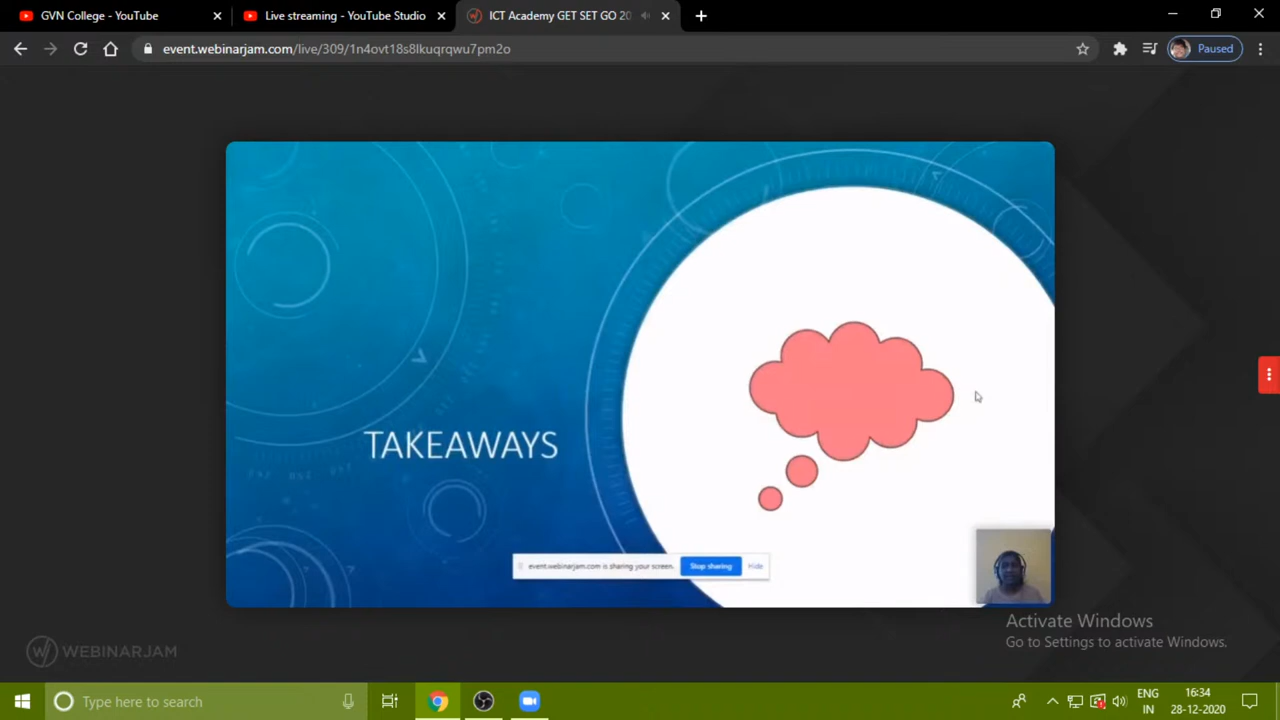 GVN College - YouTube
Live streaming - YouTube Studio
ICT Academy GET SET GO 20
event.webinarjam.com/live/309/1n4ovt18s8lkuqrqwu7pm2o
Paused
TAKEAWAYS
event.webinarjam.com is sharing your screen.
Stop sharing
Hide
Activate Windows
Go to Settings to activate Windows.
WEBINARJAM
Type here to search
ENG
IN
16:34
28-12-2020